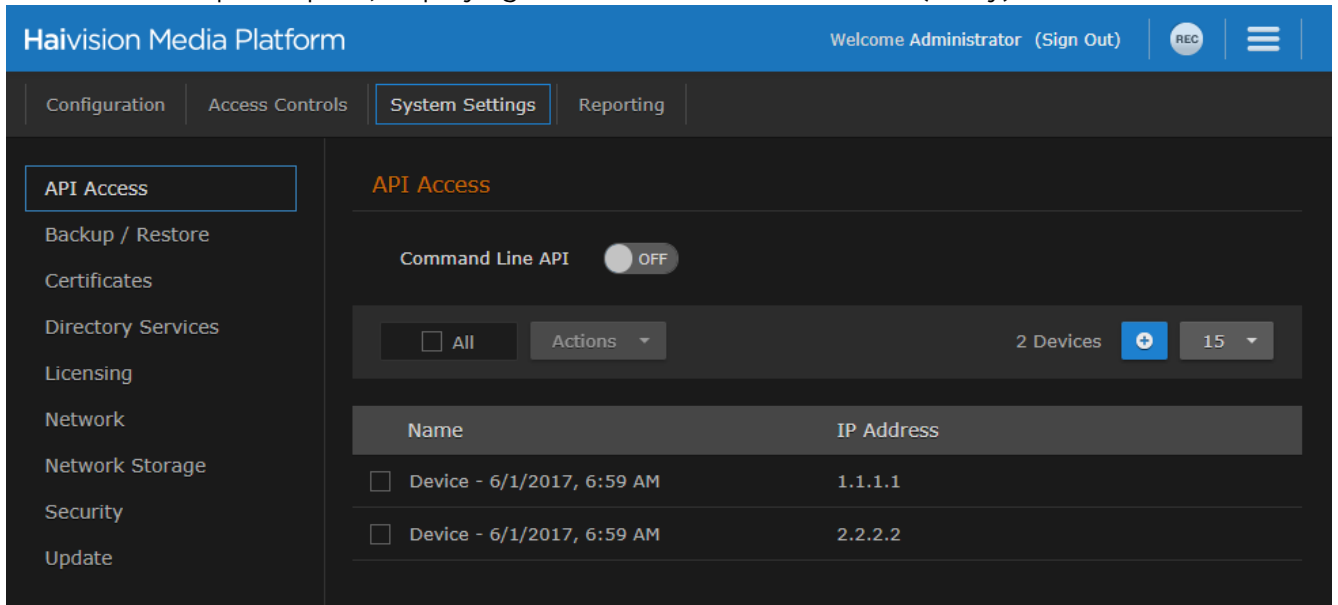 Haivision Media Platform
Welcome Administrator (Sign Out)
REC
Configuration Access Controls System Settings Reporting
API Access
Backup / Restore
Certificates
Directory Services
Licensing
Network
Network Storage
Security
Update
API Access
Command Line API OFF
All Actions 2 Devices 15
Name IP Address
Device - 6/1/2017, 6:59 AM 1.1.1.1
Device - 6/1/2017, 6:59 AM 2.2.2.2